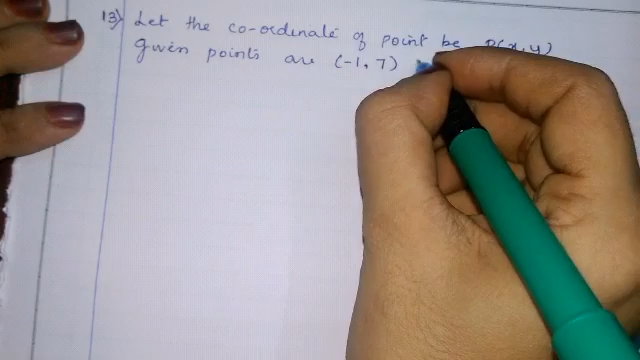 13) Let the co-ordinate of point be P(x,y)
Given points are (-1,7)